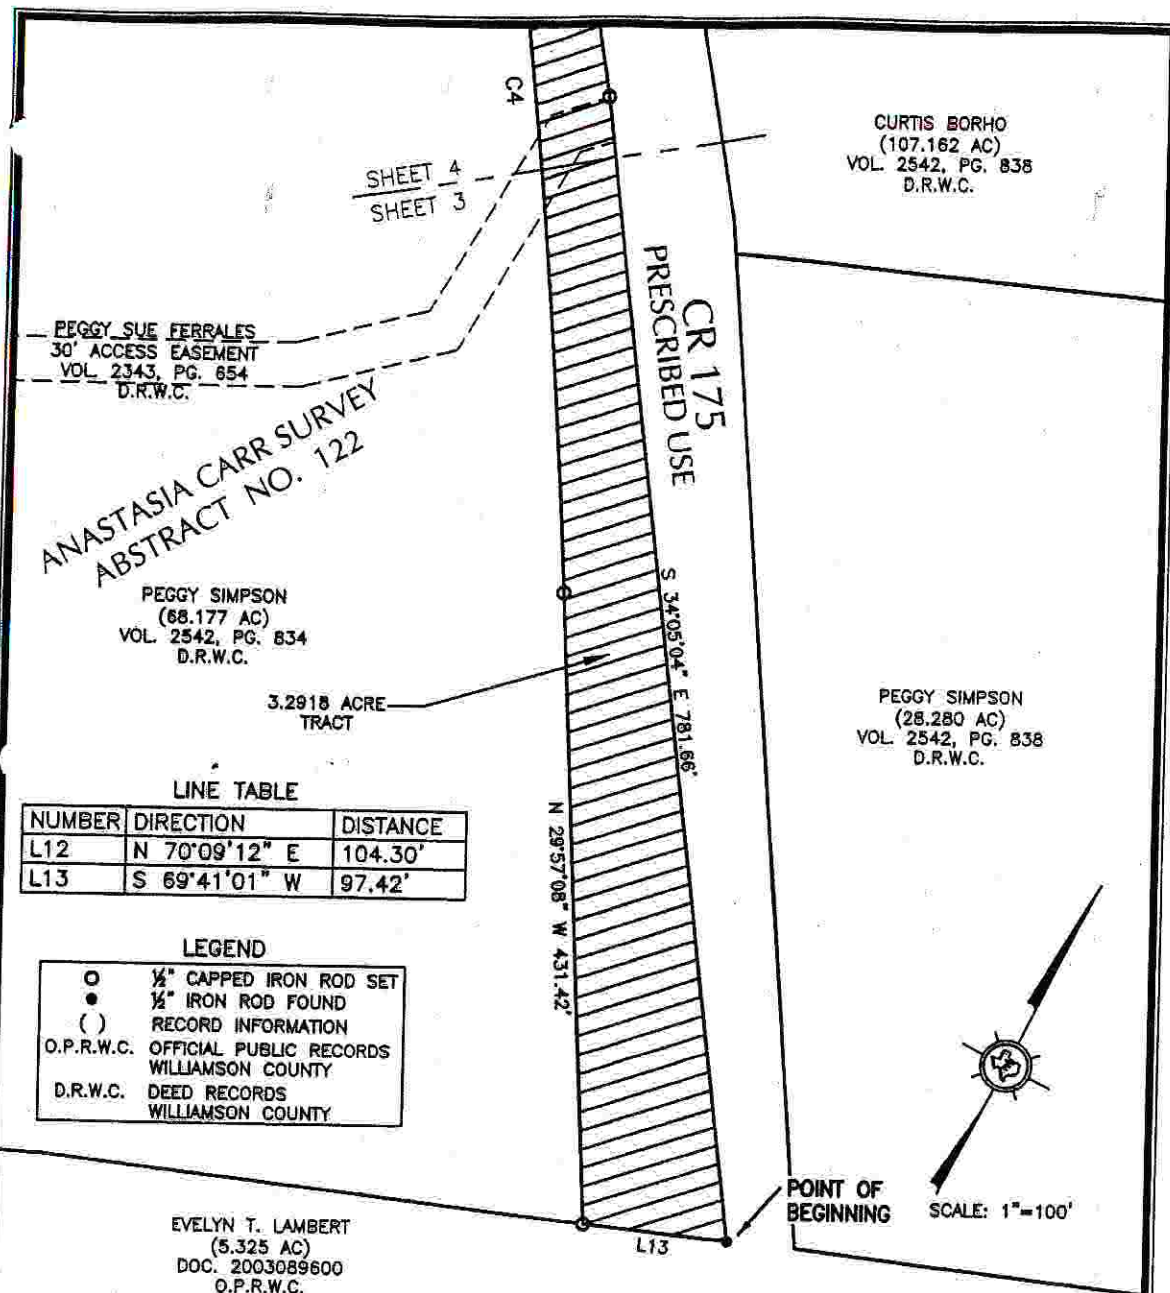 C4
CURTIS BORHO
(107.162 AC)
VOL. 2542, PG. 838
D.R.W.C.
SHEET 4
SHEET 3
CR 175
PRESCRIBED USE
PEGGY SUE FERRALES
30' ACCESS EASEMENT
VOL. 2343, PG. 654
D.R.W.C.
ANASTASIA CARR SURVEY
ABSTRACT NO. 122
PEGGY SIMPSON
(68.177 AC)
VOL. 2542, PG. 834
D.R.W.C.
S 34°05'04" E 781.66'
3.2918 ACRE
TRACT
PEGGY SIMPSON
(28.280 AC)
VOL. 2542, PG. 838
D.R.W.C.
LINE TABLE
NUMBER DIRECTION DISTANCE
L12 N 70°09'12" E 104.30'
L13 S 69°41'01" W 97.42'
N 29°57'08" W 431.42'
LEGEND
½" CAPPED IRON ROD SET
½" IRON ROD FOUND
( ) RECORD INFORMATION
O.P.R.W.C. OFFICIAL PUBLIC RECORDS
WILLIAMSON COUNTY
D.R.W.C. DEED RECORDS
WILLIAMSON COUNTY
POINT OF
BEGINNING
SCALE: 1"=100'
L13
EVELYN T. LAMBERT
(5.325 AC)
DOC. 2003089600
O.P.R.W.C.